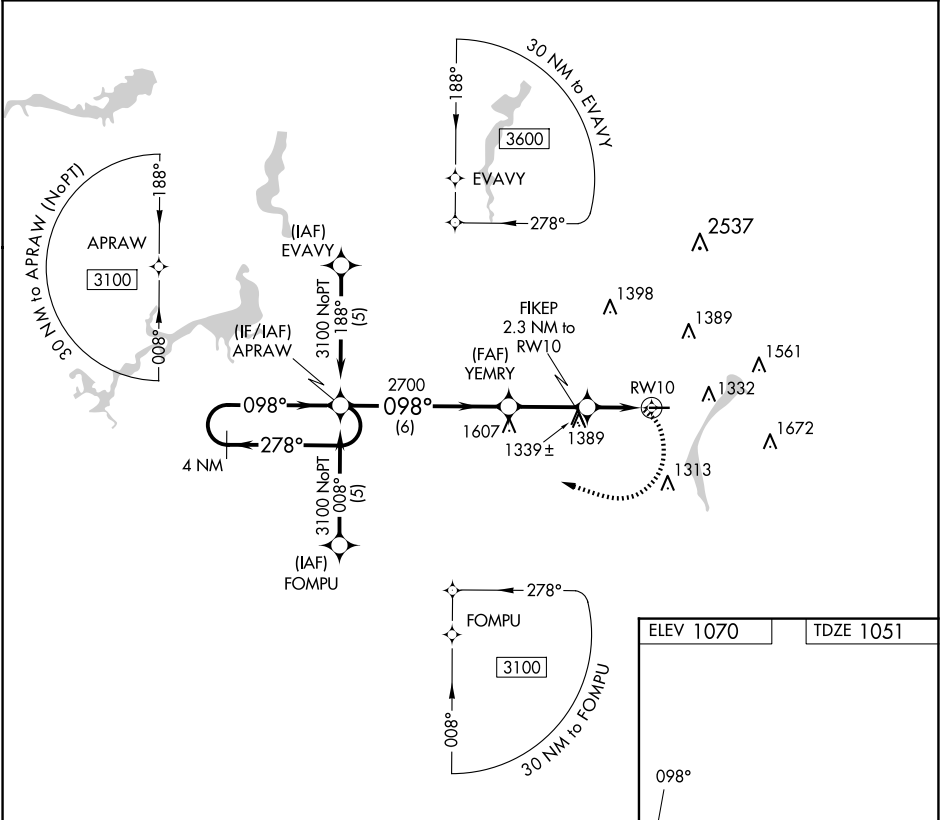 30 NM to EVAVY
188°
3600
EVAVY
278°
30 NM to APRAW (NoPT)
188°
APRAW
3100
008°
2537
(IAF)
EVAVY
3100 NoPT
188°
(5)
1398
1389
FIKEP
2.3 NM to
RW10
(IF/IAF)
APRAW
(FAF)
YEMRY
1561
RW10
1332
2700
098°
098°
(6)
1607
1339±
1389
278°
4 NM
1672
1313
3100 NoPT
008°
(5)
(IAF)
FOMPU
278°
FOMPU
3100
008°
30 NM to FOMPU
ELEV 1070
TDZE 1051
098°